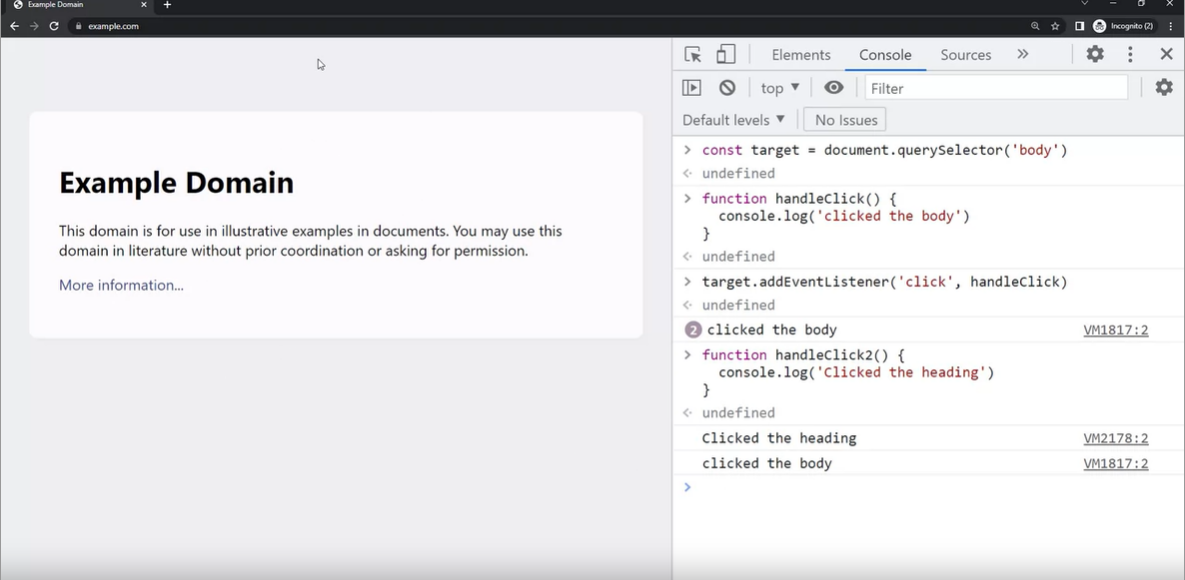 Example Domain
example.com
Incognito (2)
Elements Console Sources
top Filter
Default levels No Issues
const target = document.querySelector('body')
undefined
function handleClick() {
console.log('clicked the body')
}
undefined
target.addEventListener('click', handleClick)
undefined
2 clicked the body VM1817:2
function handleClick2() {
console.log('Clicked the heading')
}
undefined
Clicked the heading VM2178:2
clicked the body VM1817:2
Example Domain
This domain is for use in illustrative examples in documents. You may use this
domain in literature without prior coordination or asking for permission.
More information...